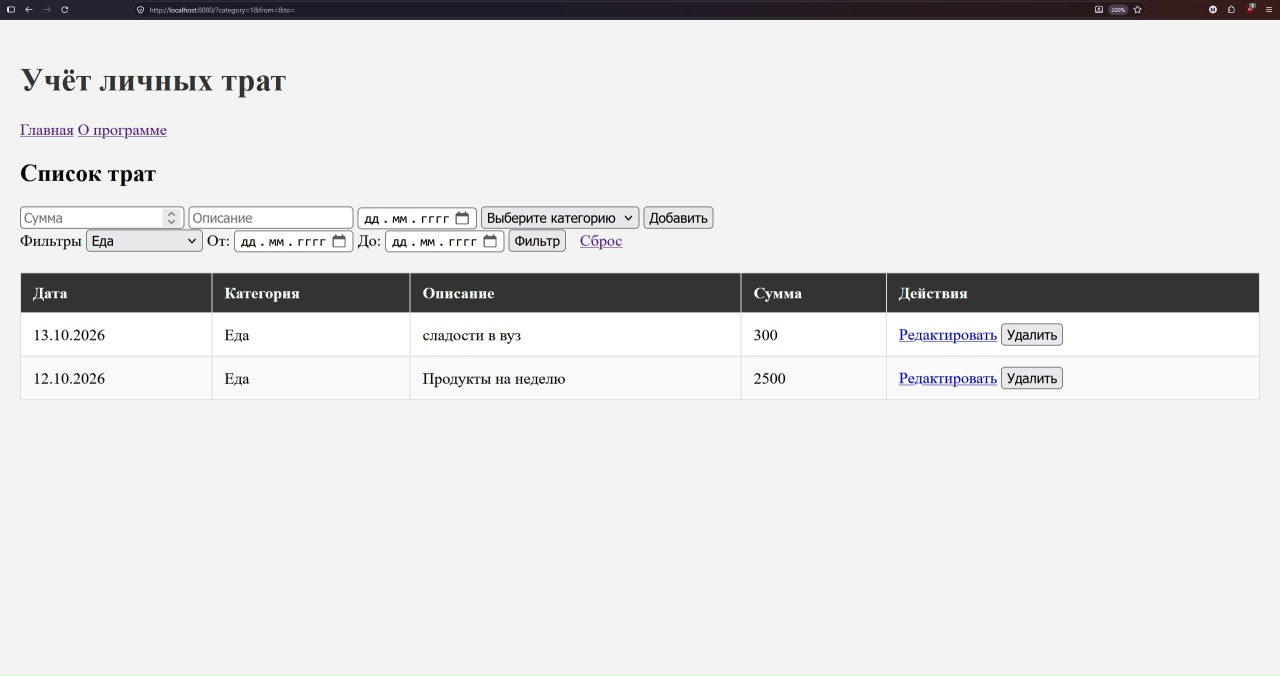 http://localhost:8080/?category=1&from=&to=
200%
Учёт личных трат
Главная О программе
Список трат
Сумма Описание дд.мм.гггг Выберите категорию Добавить
Фильтры Еда От: дд.мм.гггг До: дд.мм.гггг Фильтр Сброс
Дата Категория Описание Сумма Действия
13.10.2026 Еда сладости в вуз 300 Редактировать Удалить
12.10.2026 Еда Продукты на неделю 2500 Редактировать Удалить